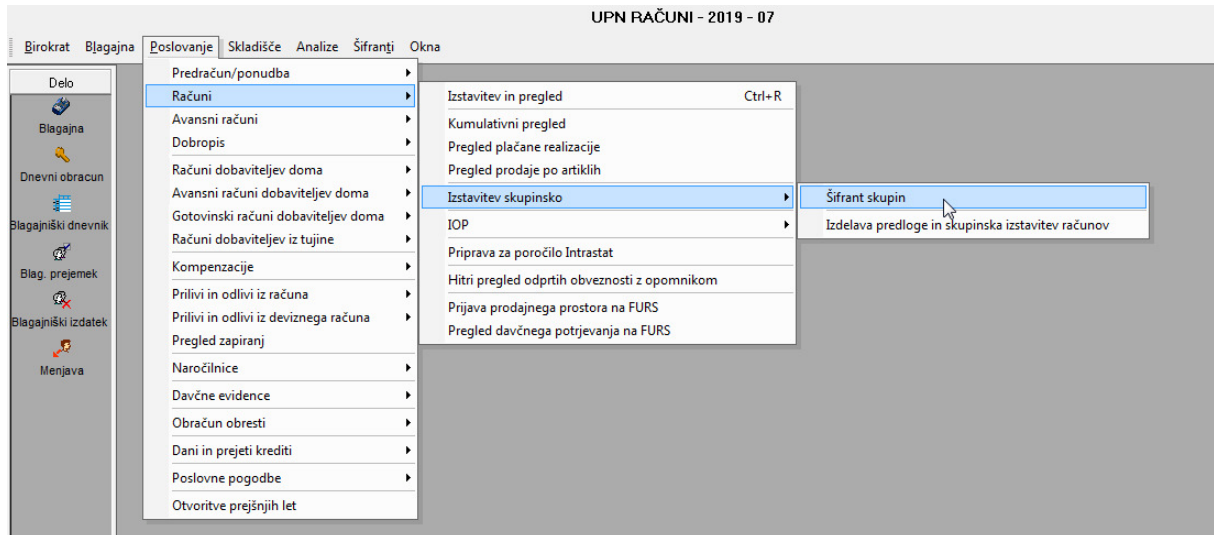 UPN RAČUNI - 2019 - 07
Birokrat Blagajna Poslovanje Skladišče Analize Šifranti Okna
Delo
Blagajna
Dnevni obracun
Blagajniški dnevnik
Blag. prejemek
Blagajniški izdatek
Menjava
Predračun/ponudba
Računi
Avansni računi
Dobropis
Računi dobaviteljev doma
Avansni računi dobaviteljev doma
Gotovinski računi dobaviteljev doma
Računi dobaviteljev iz tujine
Kompenzacije
Prilivi in odlivi iz računa
Prilivi in odlivi iz deviznega računa
Pregled zapiranj
Naročilnice
Davčne evidence
Obračun obresti
Dani in prejeti krediti
Poslovne pogodbe
Otvoritve prejšnjih let
Izstavitev in pregled Ctrl+R
Kumulativni pregled
Pregled plačane realizacije
Pregled prodaje po artiklih
Izstavitev skupinsko
IOP
Priprava za poročilo Intrastat
Hitri pregled odprtih obveznosti z opomnikom
Prijava prodajnega prostora na FURS
Pregled davčnega potrjevanja na FURS
Šifrant skupin
Izdelava predloge in skupinska izstavitev računov